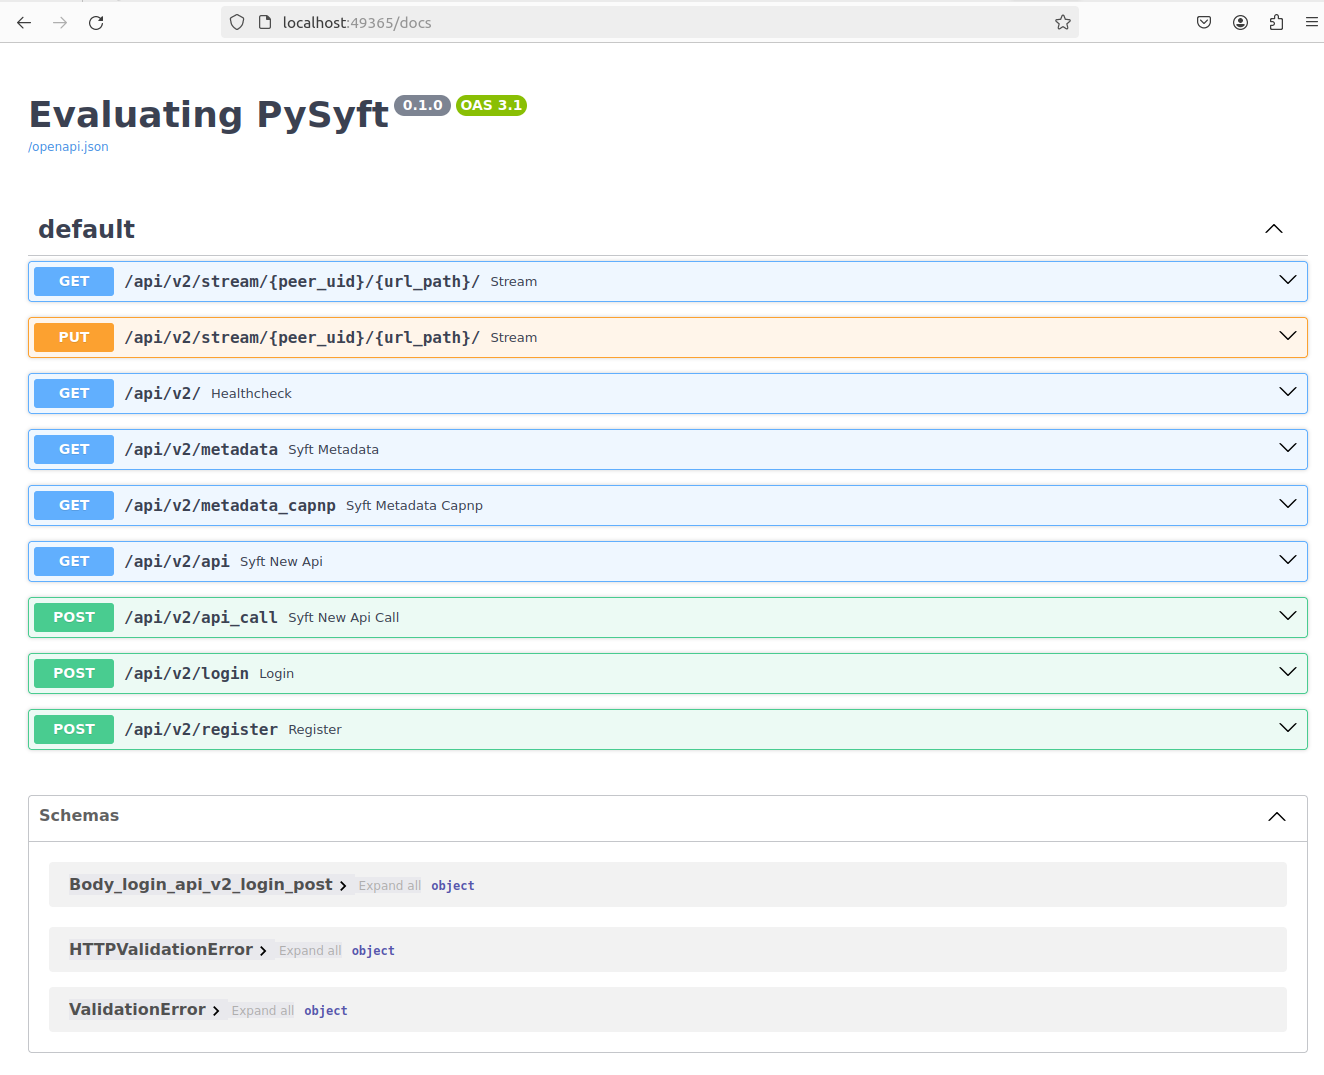 localhost:49365/docs
Evaluating PySyft 0.1.0 OAS 3.1
/openapi.json
default
GET /api/v2/stream/{peer_uid}/{url_path}/ Stream
PUT /api/v2/stream/{peer_uid}/{url_path}/ Stream
GET /api/v2/ Healthcheck
GET /api/v2/metadata Syft Metadata
GET /api/v2/metadata_capnp Syft Metadata Capnp
GET /api/v2/api Syft New Api
POST /api/v2/api_call Syft New Api Call
POST /api/v2/login Login
POST /api/v2/register Register
Schemas
Body_login_api_v2_login_post Expand all object
HTTPValidationError Expand all object
ValidationError Expand all object